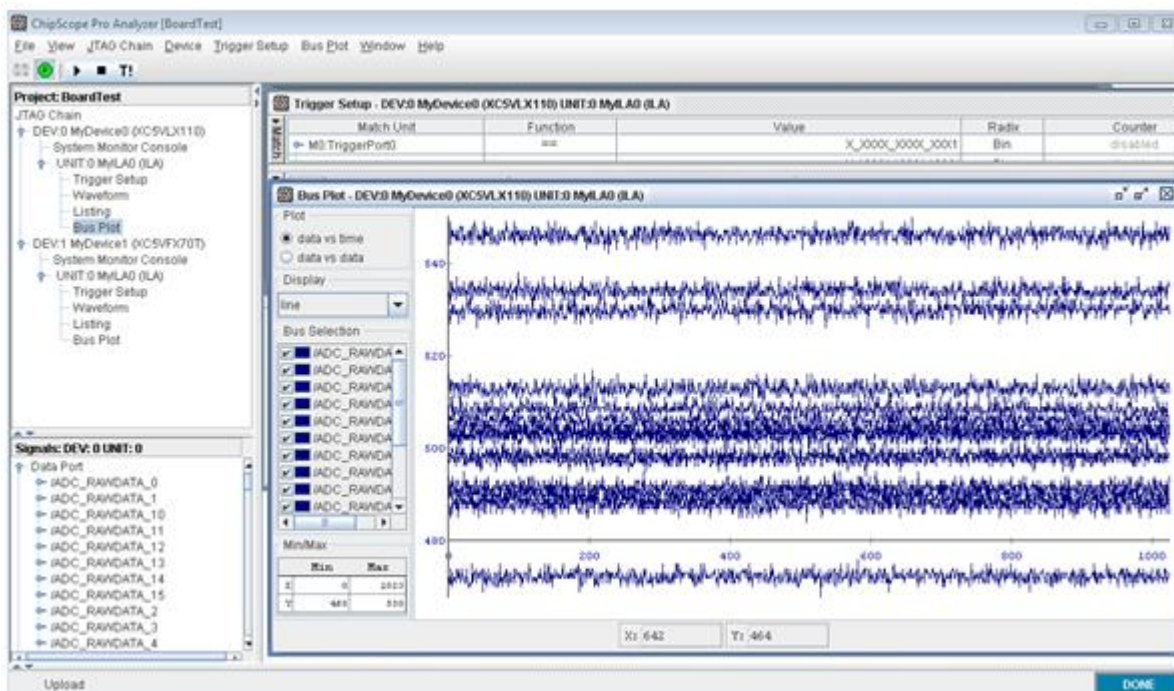 ChipScope Pro Analyzer [BoardTest]
File View JTAG Chain Device Trigger Setup Bus Plot Window Help
T!
Project: BoardTest
JTAG Chain
DEV:0 MyDevice0 (XC5VLX110)
System Monitor Console
UNIT:0 MyILA0 (ILA)
Trigger Setup
Waveform
Listing
Bus Plot
DEV:1 MyDevice1 (XC5VFX70T)
System Monitor Console
UNIT:0 MyILA0 (ILA)
Trigger Setup
Waveform
Listing
Bus Plot
Signals: DEV: 0 UNIT: 0
Data Port
/ADC_RAWDATA_0
/ADC_RAWDATA_1
/ADC_RAWDATA_10
/ADC_RAWDATA_11
/ADC_RAWDATA_12
/ADC_RAWDATA_13
/ADC_RAWDATA_14
/ADC_RAWDATA_15
/ADC_RAWDATA_2
/ADC_RAWDATA_3
/ADC_RAWDATA_4
Trigger Setup - DEV:0 MyDevice0 (XC5VLX110) UNIT:0 MyILA0 (ILA)
Match
Match Unit Function Value Radix Counter
M0:TriggerPort0 == X_XXXX_XXXX_XXX1 Bin disabled
Bus Plot - DEV:0 MyDevice0 (XC5VLX110) UNIT:0 MyILA0 (ILA)
Plot
data vs time
data vs data
Display
line
Bus Selection
/ADC_RAWDA
/ADC_RAWDA
/ADC_RAWDA
/ADC_RAWDA
/ADC_RAWDA
/ADC_RAWDA
/ADC_RAWDA
/ADC_RAWDA
/ADC_RAWDA
/ADC_RAWDA
Min/Max
Min Max
X 0 1023
Y
540
520
500
480
0 200 400 600 800 1000
X: 642 Y: 464
Upload
DONE